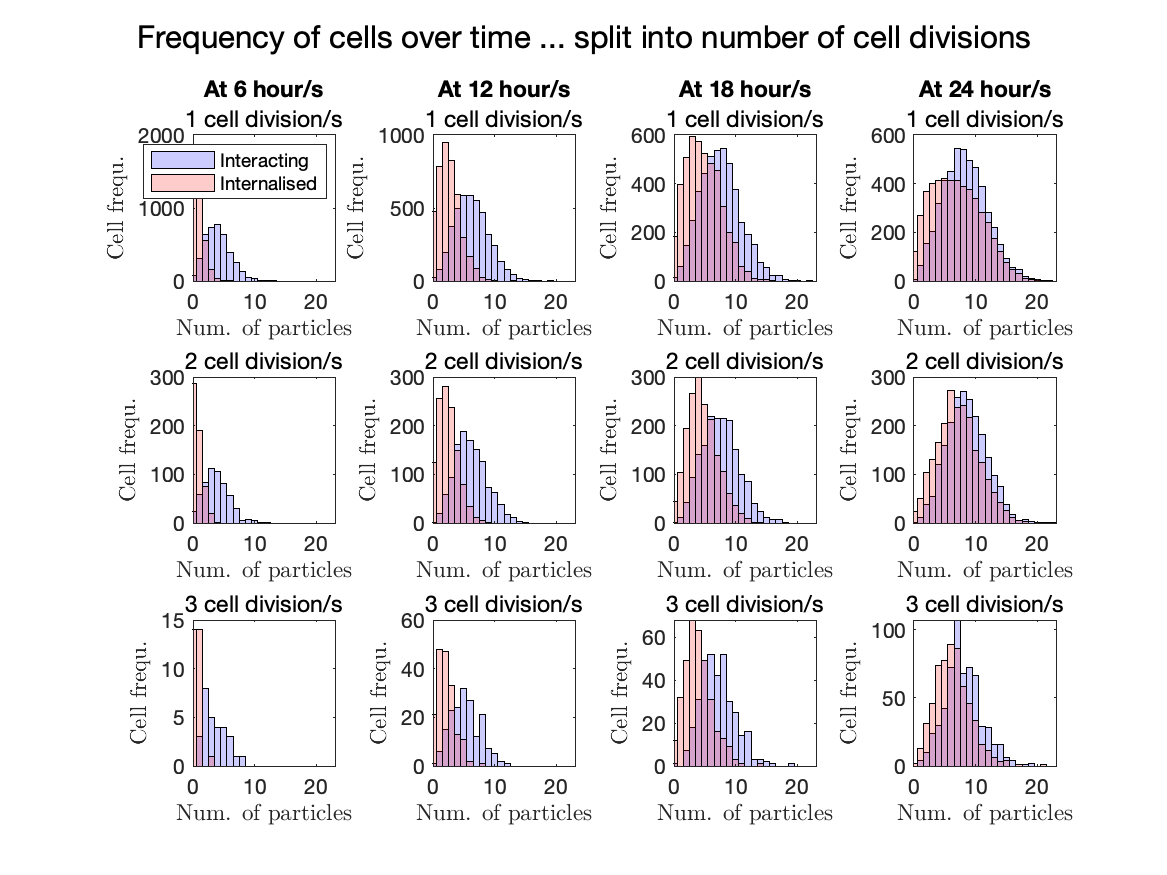 Frequency of cells over time ... split into number of cell divisions
At 6 hour/s
At 12 hour/s
At 18 hour/s
At 24 hour/s
1 cell division/s
1 cell division/s
1 cell division/s
1 cell division/s
2000
1000
0
Cell frequ.
Interacting
Internalised
0 10 20
Num. of particles
1000
500
0
Cell frequ.
0 10 20
Num. of particles
600
400
200
0
Cell frequ.
0 10 20
Num. of particles
600
400
200
0
Cell frequ.
0 10 20
Num. of particles
2 cell division/s
2 cell division/s
2 cell division/s
2 cell division/s
300
200
100
0
Cell frequ.
0 10 20
Num. of particles
300
200
100
0
Cell frequ.
0 10 20
Num. of particles
300
200
100
0
Cell frequ.
0 10 20
Num. of particles
300
200
100
0
Cell frequ.
0 10 20
Num. of particles
3 cell division/s
3 cell division/s
3 cell division/s
3 cell division/s
15
10
5
0
Cell frequ.
0 10 20
Num. of particles
60
40
20
0
Cell frequ.
0 10 20
Num. of particles
60
40
20
0
Cell frequ.
0 10 20
Num. of particles
100
50
0
Cell frequ.
0 10 20
Num. of particles